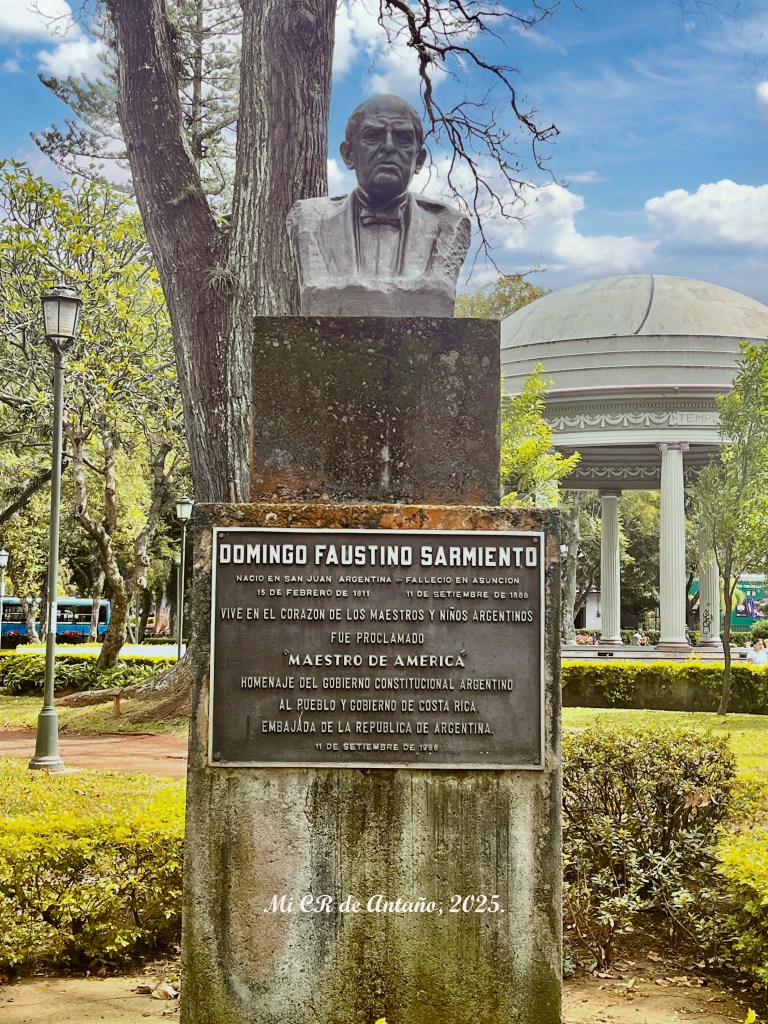 TEMPL
DOMINGO FAUSTINO SARMIENTO
NACIO EN SAN JUAN ARGENTINA — FALLECIO EN ASUNCION
15 DE FEBRERO DE 1811 11 DE SETIEMBRE DE 1888
VIVE EN EL CORAZON DE LOS MAESTROS Y NIÑOS ARGENTINOS
FUE PROCLAMADO
"MAESTRO DE AMERICA"
HOMENAJE DEL GOBIERNO CONSTITUCIONAL ARGENTINO
AL PUEBLO Y GOBIERNO DE COSTA RICA.
EMBAJADA DE LA REPUBLICA DE ARGENTINA.
11 DE SETIEMBRE DE 1988
Mi CR de Antaño, 2025.